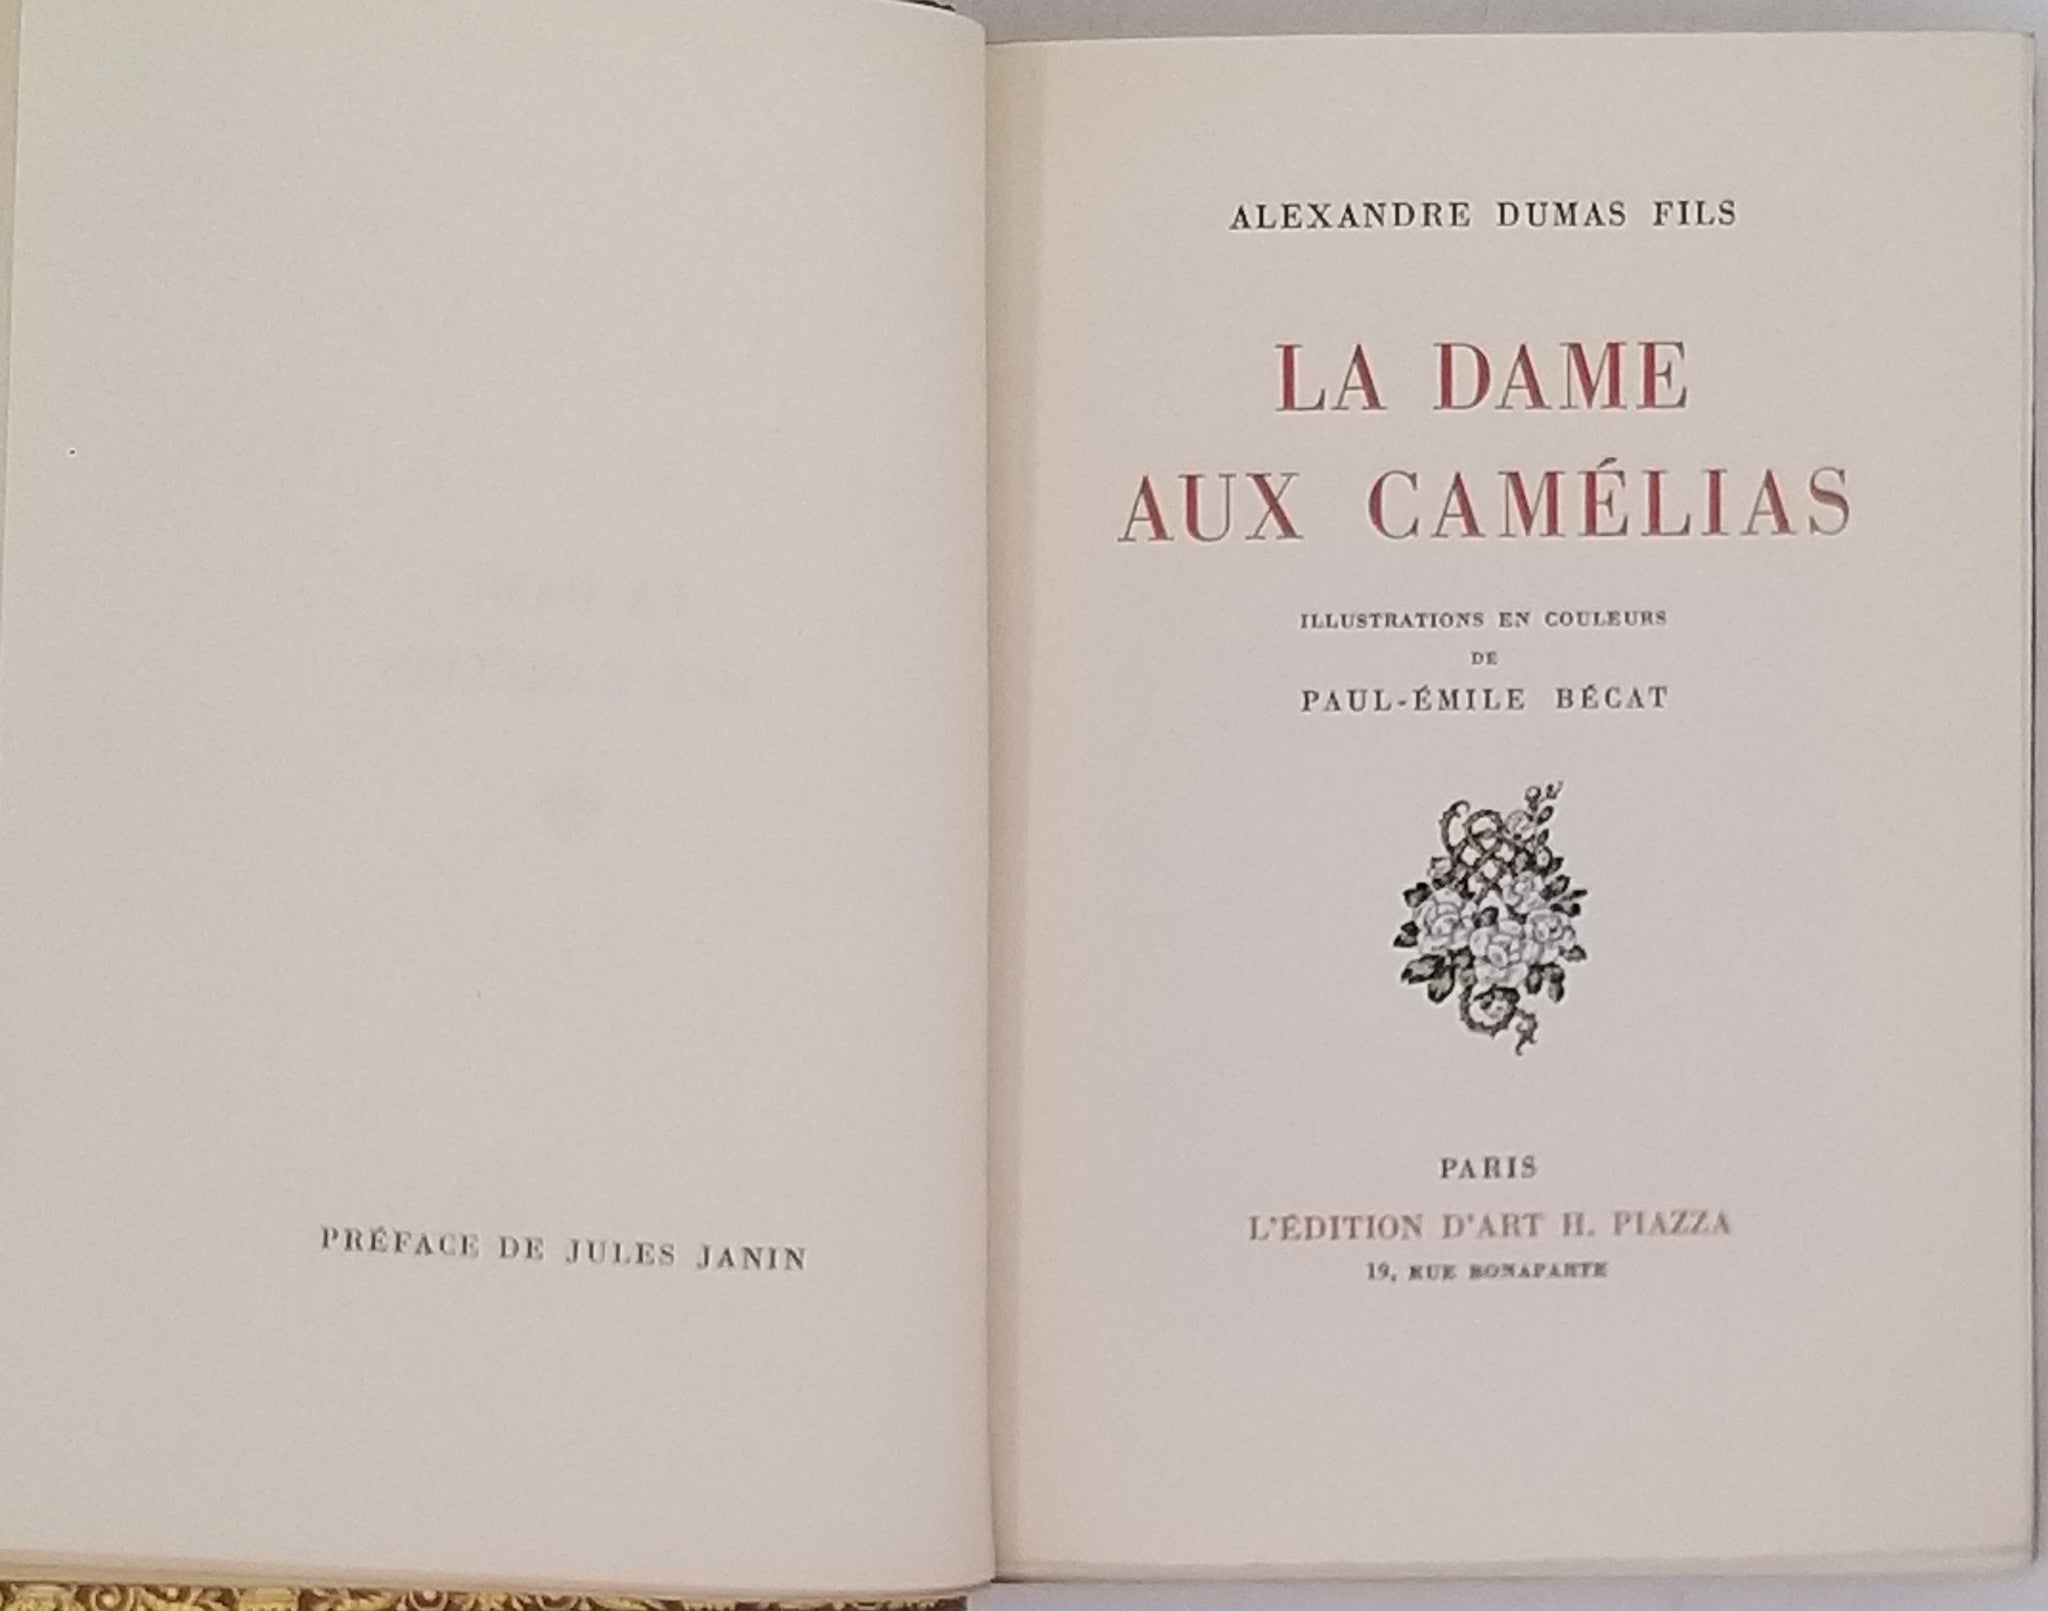 PRÉFACE DE JULES JANIN
ALEXANDRE DUMAS FILS
LA DAME
AUX CAMÉLIAS
ILLUSTRATIONS EN COULEURS
DE
PAUL-ÉMILE BÉCAT
PARIS
L'ÉDITION D'ART H. PIAZZA
19, RUE BONAPARTE